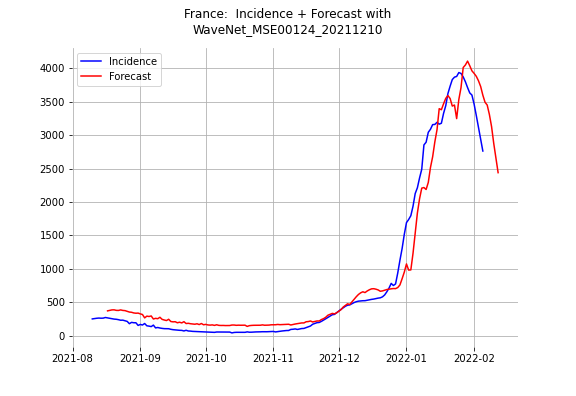 France:  Incidence + Forecast with
WaveNet_MSE00124_20211210
Incidence
Forecast
4000
3500
3000
2500
2000
1500
1000
500
0
2021-08 2021-09 2021-10 2021-11 2021-12 2022-01 2022-02